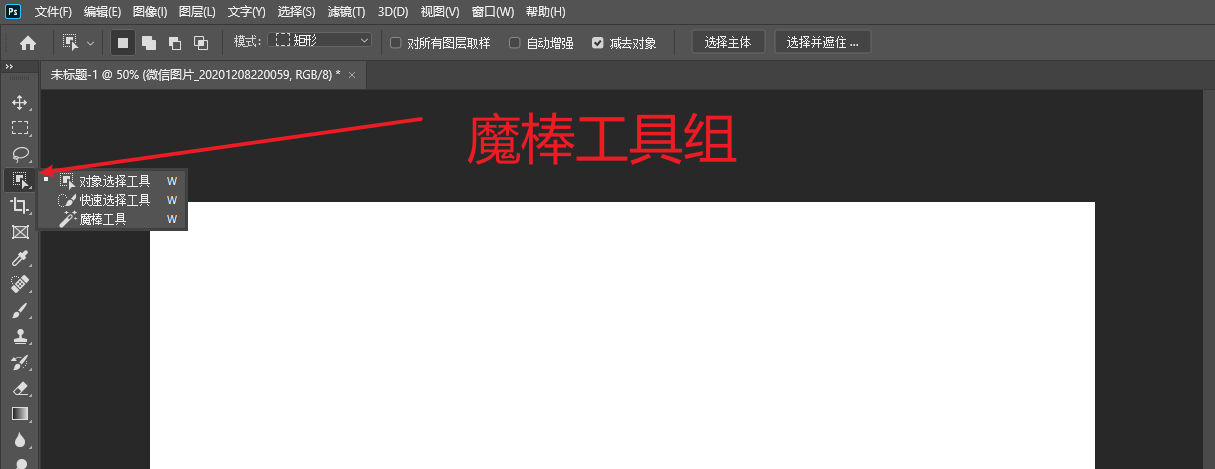 Ps 文件(F) 编辑(E) 图像(I) 图层(L) 文字(Y) 选择(S) 滤镜(T) 3D(D) 视图(V) 窗口(W) 帮助(H)
模式: 矩形 对所有图层取样 自动增强 减去对象 选择主体 选择并遮住 ...
未标题-1 @ 50% (微信图片_20201208220059, RGB/8) * ×
魔棒工具组
对象选择工具 W
快速选择工具 W
魔棒工具 W